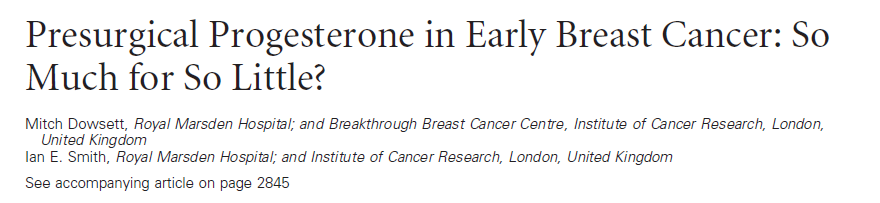 Presurgical Progesterone in Early Breast Cancer: So
Much for So Little?
Mitch Dowsett, Royal Marsden Hospital; and Breakthrough Breast Cancer Centre, Institute of Cancer Research, London,
United Kingdom
Ian E. Smith, Royal Marsden Hospital; and Institute of Cancer Research, London, United Kingdom
See accompanying article on page 2845